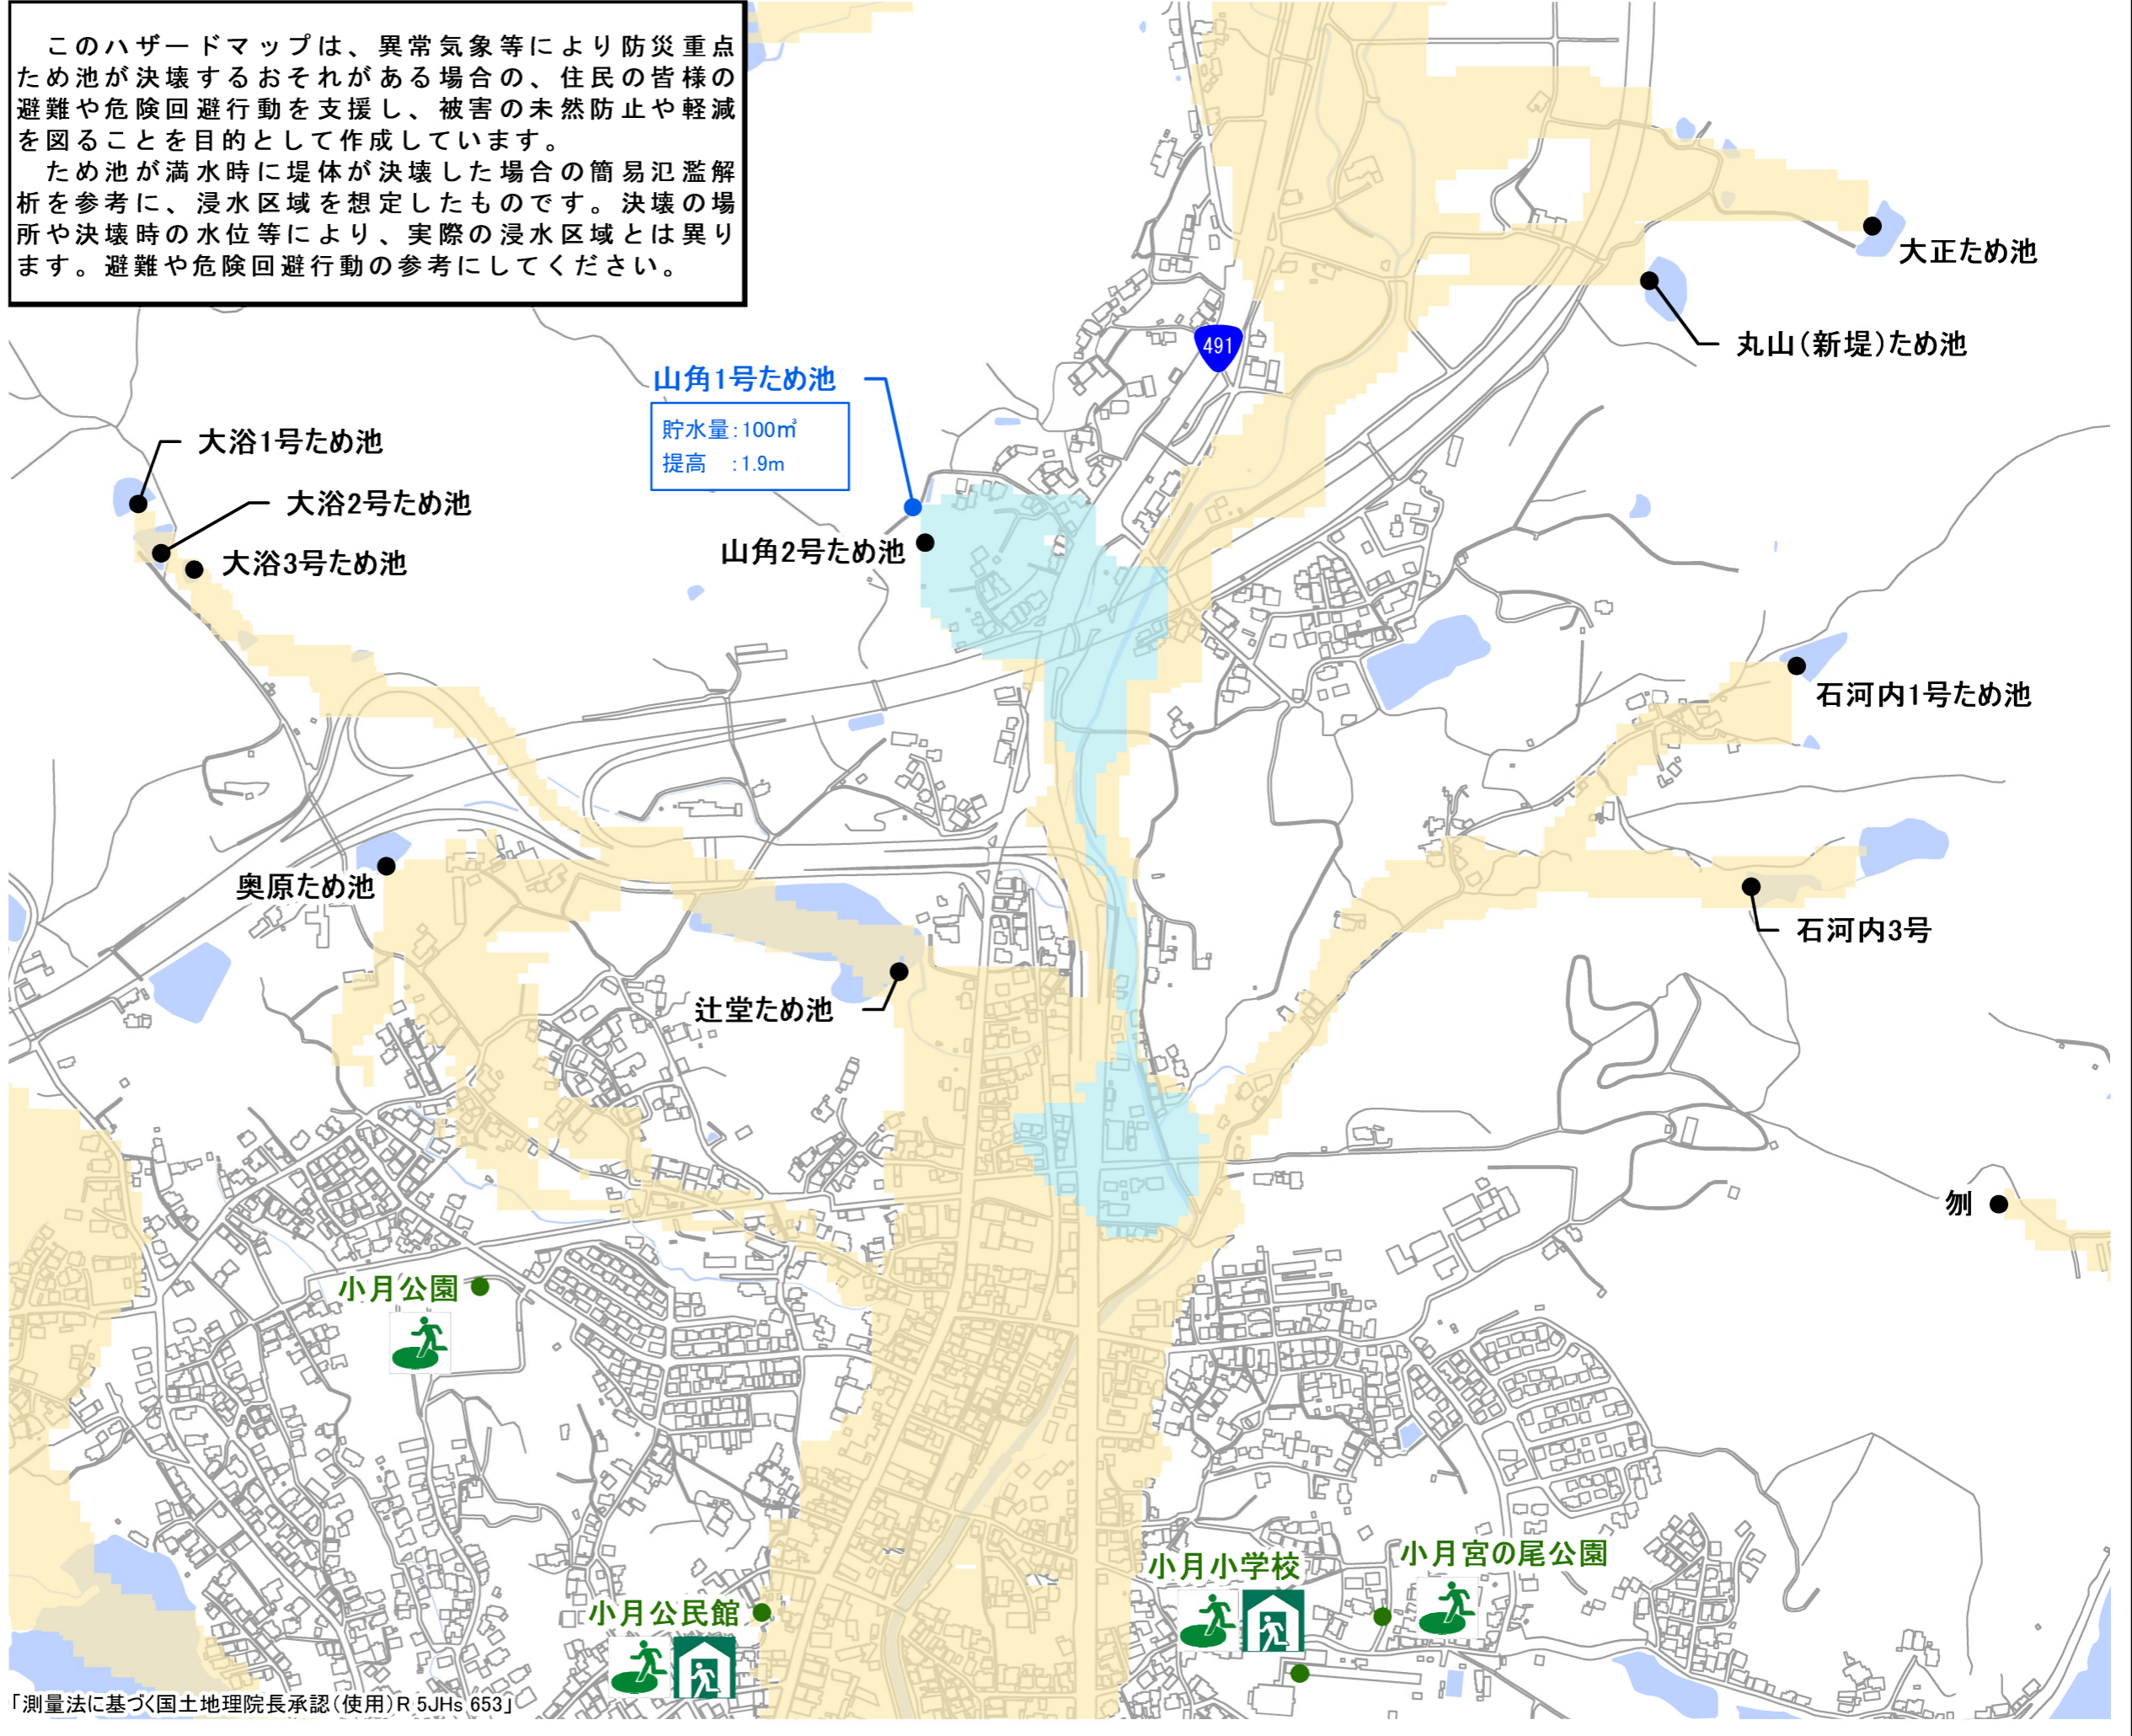 このハザードマップは、異常気象等により防災重点
ため池が決壊するおそれがある場合の、住民の皆様の
避難や危険回避行動を支援し、被害の未然防止や軽減
を図ることを目的として作成しています。
ため池が満水時に堤体が決壊した場合の簡易氾濫解
析を参考に、浸水区域を想定したものです。決壊の場
所や決壊時の水位等により、実際の浸水区域とは異り
ます。避難や危険回避行動の参考にしてください。
大正ため池
丸山(新堤)ため池
491
山角1号ため池
貯水量:100㎥
提高 :1.9m
大浴1号ため池
大浴2号ため池
大浴3号ため池
山角2号ため池
石河内1号ため池
奥原ため池
石河内3号
辻堂ため池
刎
小月公園
小月小学校
小月宮の尾公園
小月公民館
「測量法に基づく国土地理院長承認(使用)R 5JHs 653」